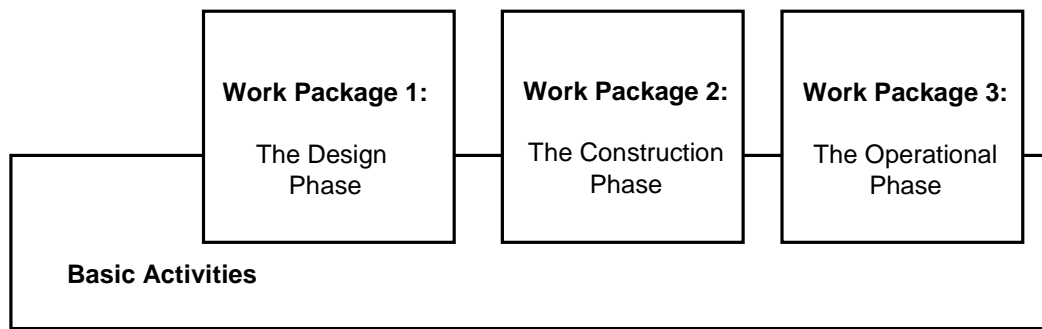 Work Package 1:
The Design
Phase
Work Package 2:
The Construction
Phase
Work Package 3:
The Operational
Phase
Basic Activities